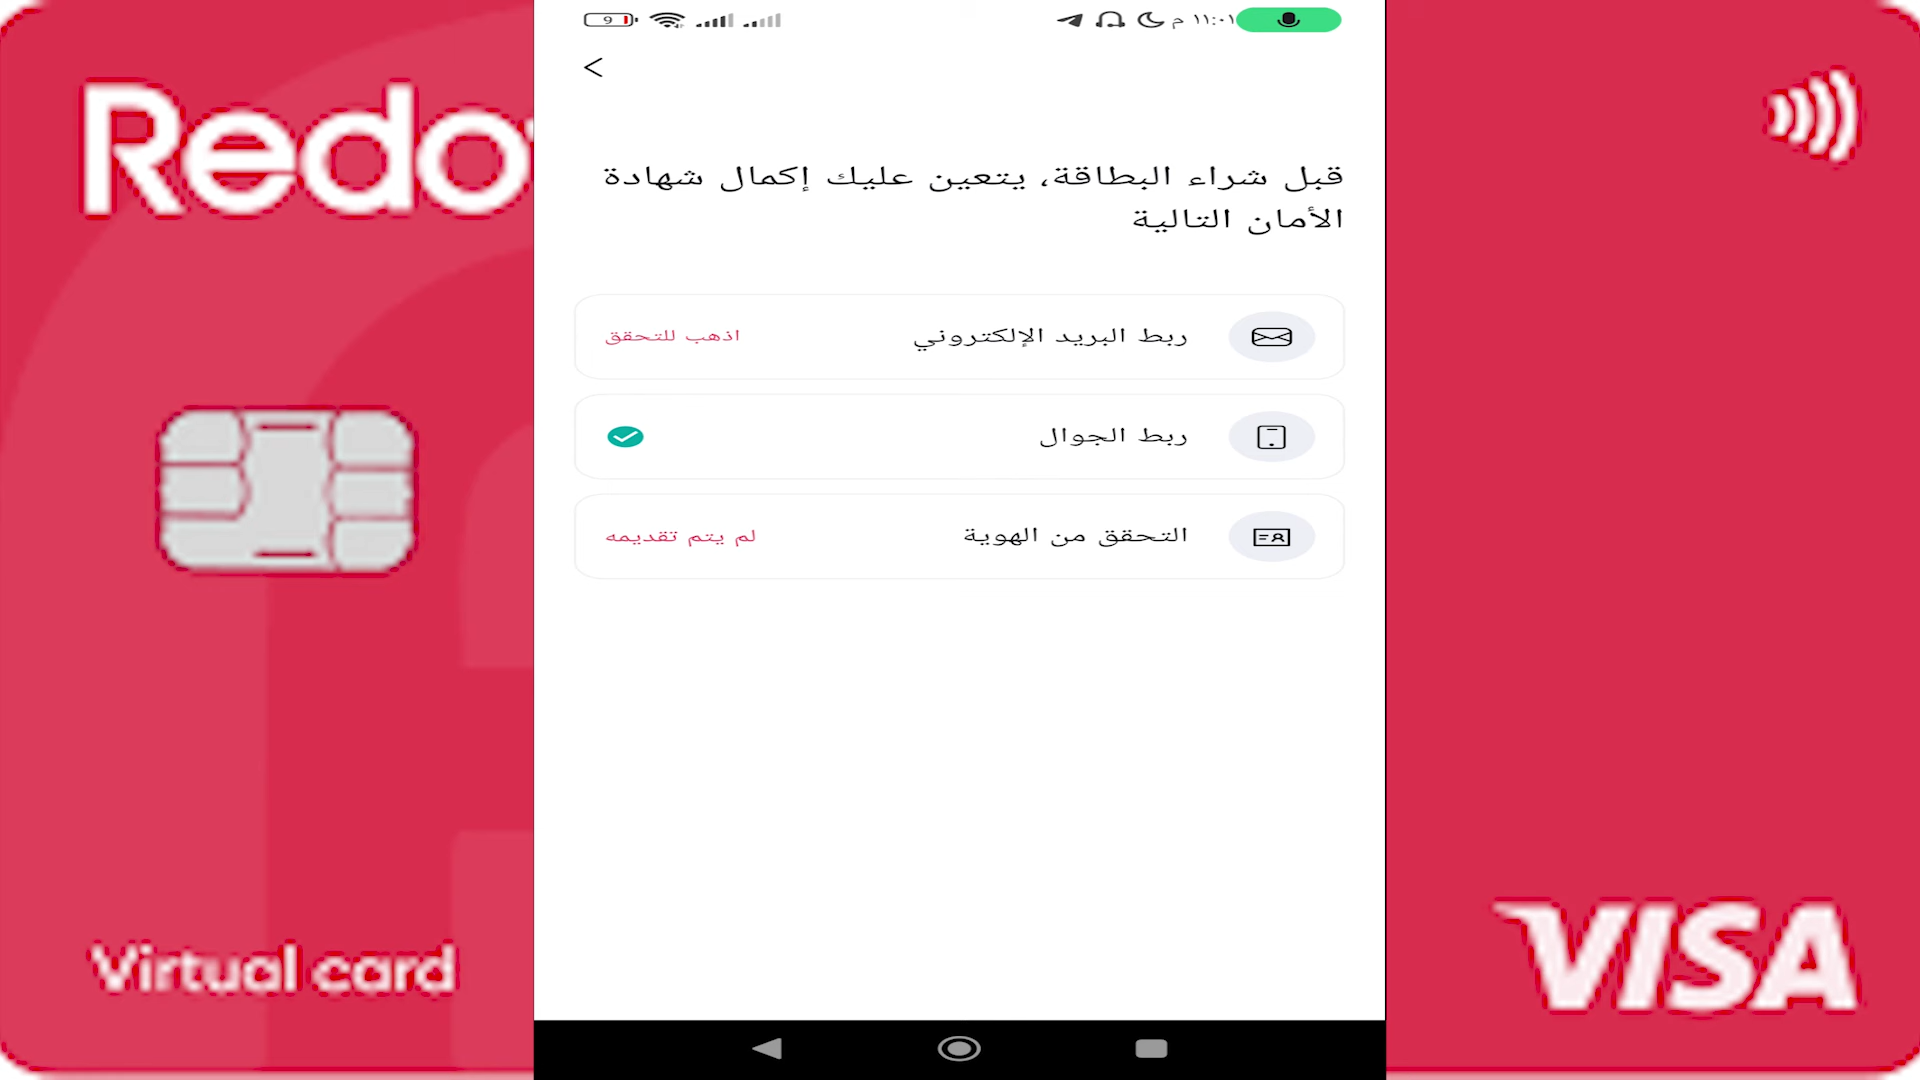 9
م ١١:٠١
Redo
قبل شراء البطاقة، يتعين عليك إكمال شهادة
الأمان التالية
ربط البريد الإلكتروني
اذهب للتحقق
ربط الجوال
التحقق من الهوية
لم يتم تقديمه
Virtual card
VISA